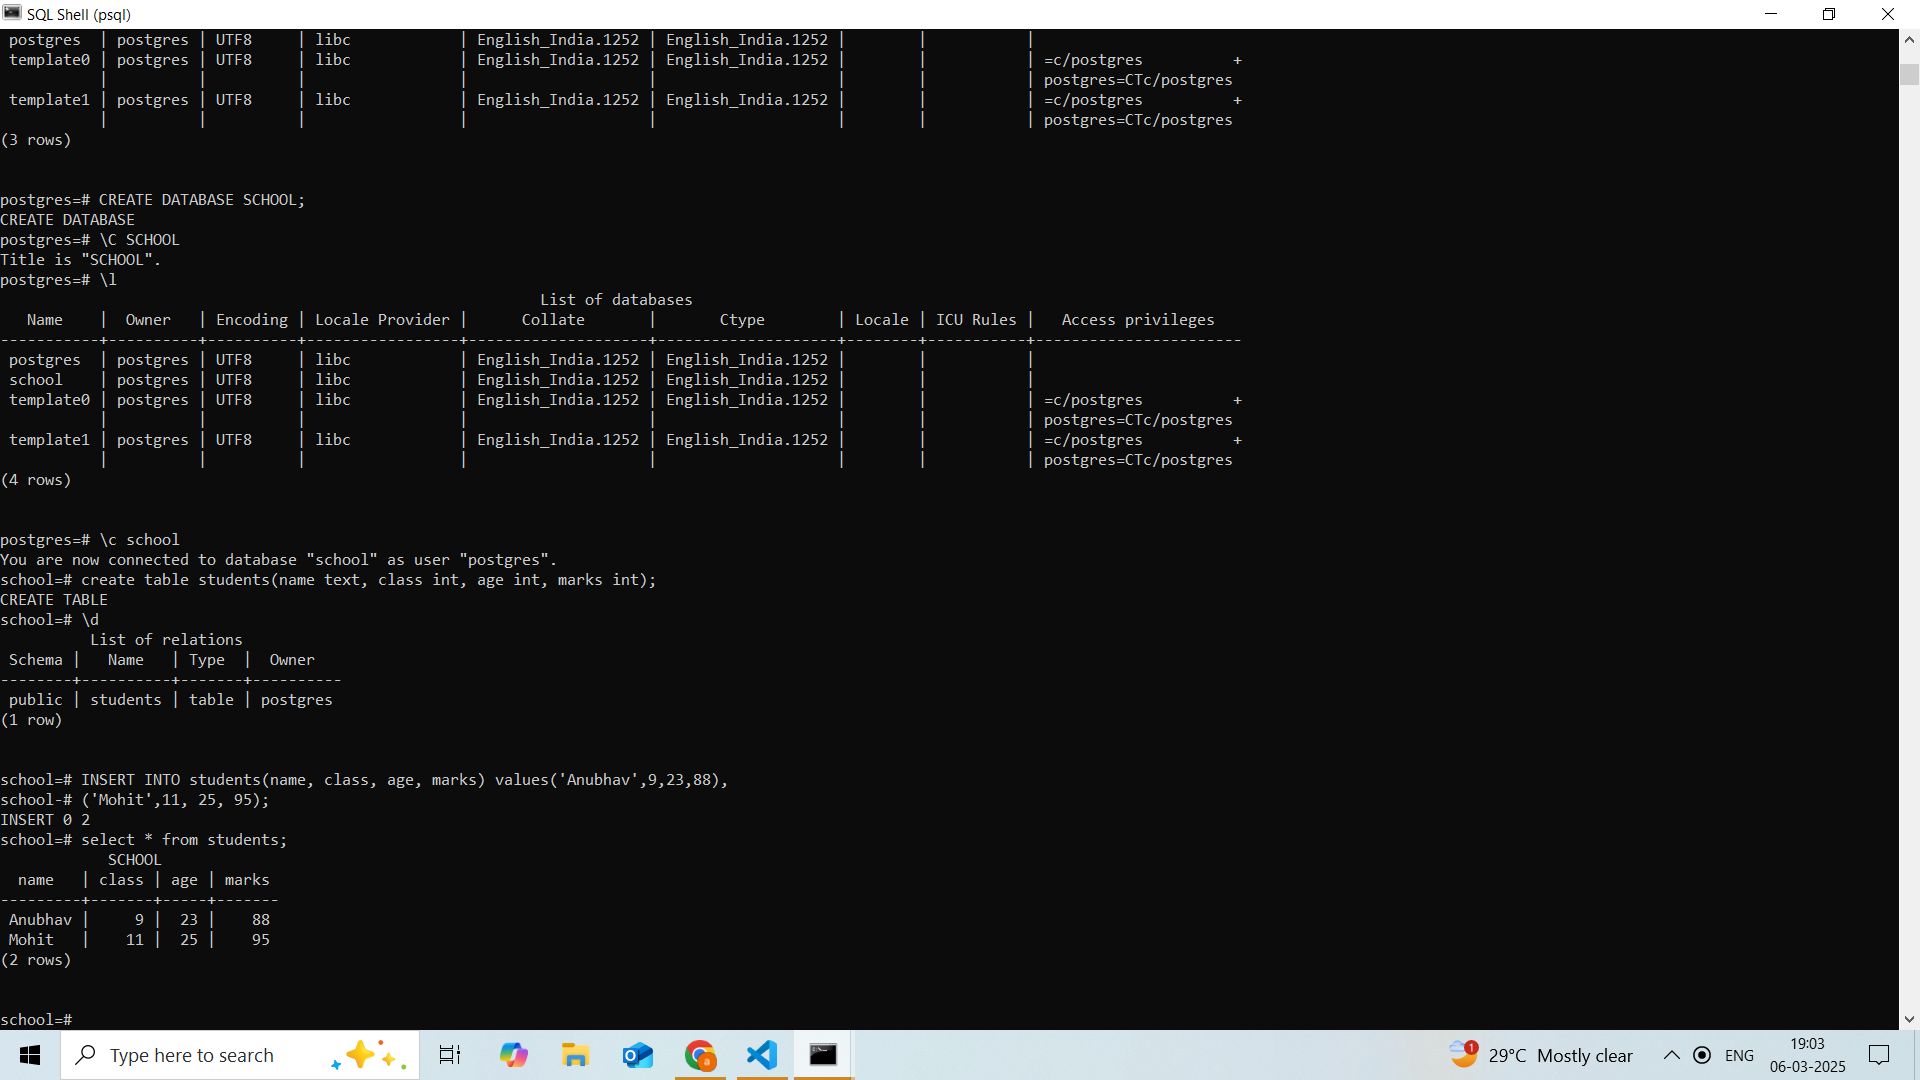 SQL Shell (psql)
 postgres  | postgres | UTF8     | libc            | English_India.1252 | English_India.1252 |        |           |
 template0 | postgres | UTF8     | libc            | English_India.1252 | English_India.1252 |        |           | =c/postgres          +
           |          |          |                 |                    |                    |        |           | postgres=CTc/postgres
 template1 | postgres | UTF8     | libc            | English_India.1252 | English_India.1252 |        |           | =c/postgres          +
           |          |          |                 |                    |                    |        |           | postgres=CTc/postgres
(3 rows)
postgres=# CREATE DATABASE SCHOOL;
CREATE DATABASE
postgres=# \C SCHOOL
Title is "SCHOOL".
postgres=# \l
                                                            List of databases
   Name    |  Owner   | Encoding | Locale Provider |      Collate       |       Ctype        | Locale | ICU Rules |   Access privileges
-----------+----------+----------+-----------------+--------------------+--------------------+--------+-----------+-----------------------
 postgres  | postgres | UTF8     | libc            | English_India.1252 | English_India.1252 |        |           |
 school    | postgres | UTF8     | libc            | English_India.1252 | English_India.1252 |        |           |
 template0 | postgres | UTF8     | libc            | English_India.1252 | English_India.1252 |        |           | =c/postgres          +
           |          |          |                 |                    |                    |        |           | postgres=CTc/postgres
 template1 | postgres | UTF8     | libc            | English_India.1252 | English_India.1252 |        |           | =c/postgres          +
           |          |          |                 |                    |                    |        |           | postgres=CTc/postgres
(4 rows)
postgres=# \c school
You are now connected to database "school" as user "postgres".
school=# create table students(name text, class int, age int, marks int);
CREATE TABLE
school=# \d
          List of relations
 Schema |   Name   | Type  |  Owner
--------+----------+-------+----------
 public | students | table | postgres
(1 row)
school=# INSERT INTO students(name, class, age, marks) values('Anubhav',9,23,88),
school-# ('Mohit',11, 25, 95);
INSERT 0 2
school=# select * from students;
            SCHOOL
  name   | class | age | marks
---------+-------+-----+-------
 Anubhav |     9 |  23 |    88
 Mohit   |    11 |  25 |    95
(2 rows)
school=#
Type here to search
1
29°C Mostly clear
ENG
19:03
06-03-2025